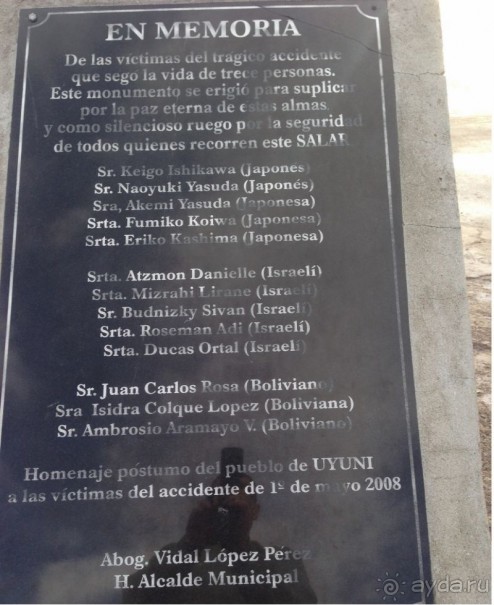 EN MEMORIA
De las víctimas del trágico accidente
que sego la vida de trece personas.
Este monumento se erigió para suplicar
por la paz eterna de estas almas
y como silencioso ruego por la seguridad
de todos quienes recorren este SALAR
Sr. Keigo Ishikawa (Japonés)
Sr. Naoyuki Yasuda (Japonés)
Sra, Akemi Yasuda (Japonesa)
Srta. Fumiko Koiwa (Japonesa)
Srta. Eriko Kashima (Japonesa)
Srta. Atzmon Danielle (Israelí)
Srta. Mizrahi Lirane (Israelí)
Sr. Budnizky Sivan (Israelí)
Srta. Roseman Adi (Israelí)
Srta. Ducas Ortal (Israelí)
Sr. Juan Carlos Rosa (Boliviano)
Sra Isidra Colque Lopez (Boliviana)
Sr. Ambrosio Aramayo V. (Boliviano)
Homenaje póstumo del pueblo de UYUNI
a las víctimas del accidente de 1º de mayo 2008
Abog. Vidal López Pérez
H. Alcalde Municipal
ayda.ru